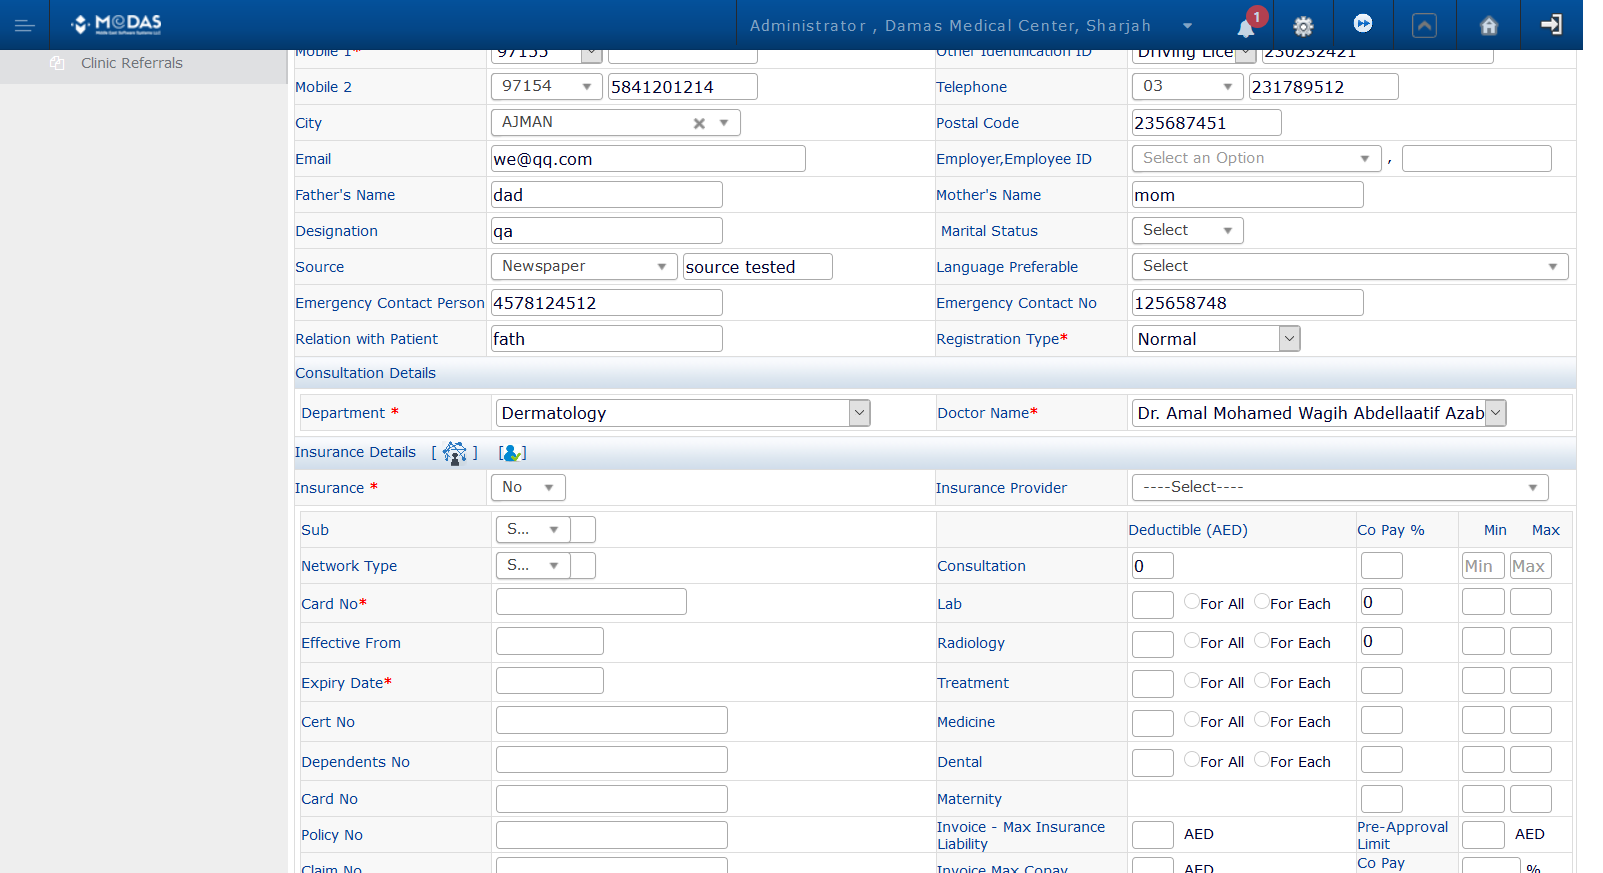 MEDAS
Middle East Software Systems LLC
Administrator , Damas Medical Center, Sharjah
1
Clinic Referrals
Mobile 1* 97155 Other Identification ID Driving Lice 230232421
Mobile 2 97154 5841201214 Telephone 03 231789512
City AJMAN Postal Code 235687451
Email we@qq.com Employer,Employee ID Select an Option ,
Father's Name dad Mother's Name mom
Designation qa Marital Status Select
Source Newspaper source tested Language Preferable Select
Emergency Contact Person 4578124512 Emergency Contact No 125658748
Relation with Patient fath Registration Type* Normal
Consultation Details
Department * Dermatology Doctor Name* Dr. Amal Mohamed Wagih Abdellaatif Azab
Insurance Details [ ] [ ]
Insurance * No Insurance Provider ----Select----
Sub S... Deductible (AED) Co Pay % Min Max
Network Type S... Consultation 0 Min Max
Card No* Lab For All For Each 0
Effective From Radiology For All For Each 0
Expiry Date* Treatment For All For Each
Cert No Medicine For All For Each
Dependents No Dental For All For Each
Card No Maternity
Policy No Invoice - Max Insurance Liability AED Pre-Approval Limit AED
Claim No Invoice Max Copay AED Co Pay %